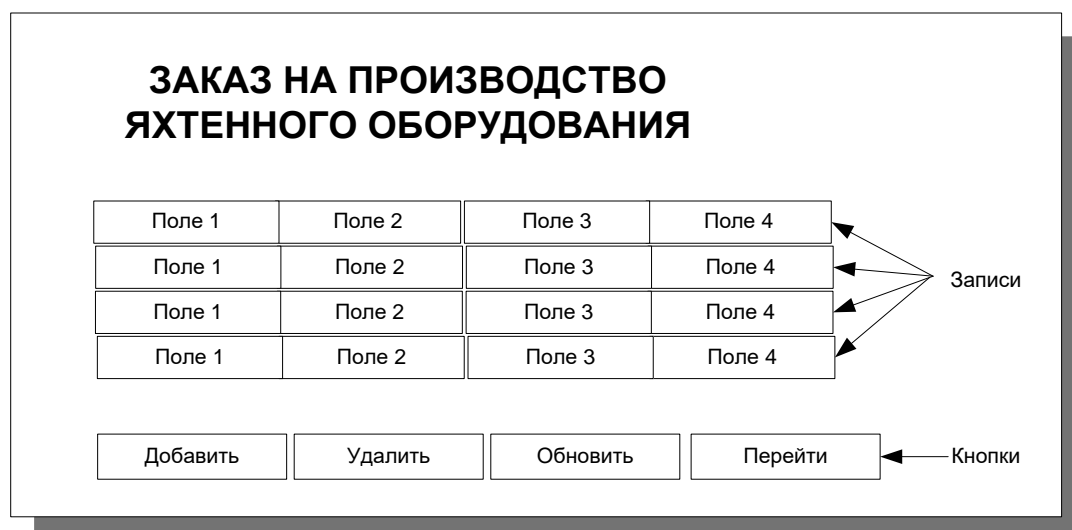 ЗАКАЗ НА ПРОИЗВОДСТВО
ЯХТЕННОГО ОБОРУДОВАНИЯ
Поле 1 Поле 2 Поле 3 Поле 4
Поле 1 Поле 2 Поле 3 Поле 4
Записи
Поле 1 Поле 2 Поле 3 Поле 4
Поле 1 Поле 2 Поле 3 Поле 4
Добавить Удалить Обновить Перейти Кнопки